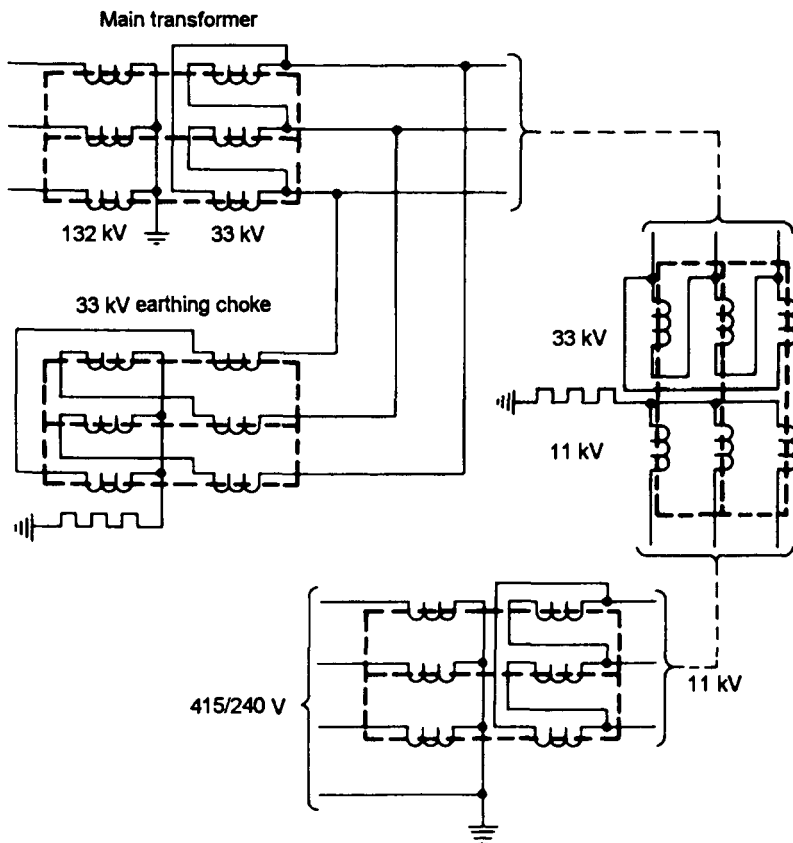 Main transformer
132 kV
33 kV
33 kV earthing choke
33 kV
11 kV
415/240 V
11 kV